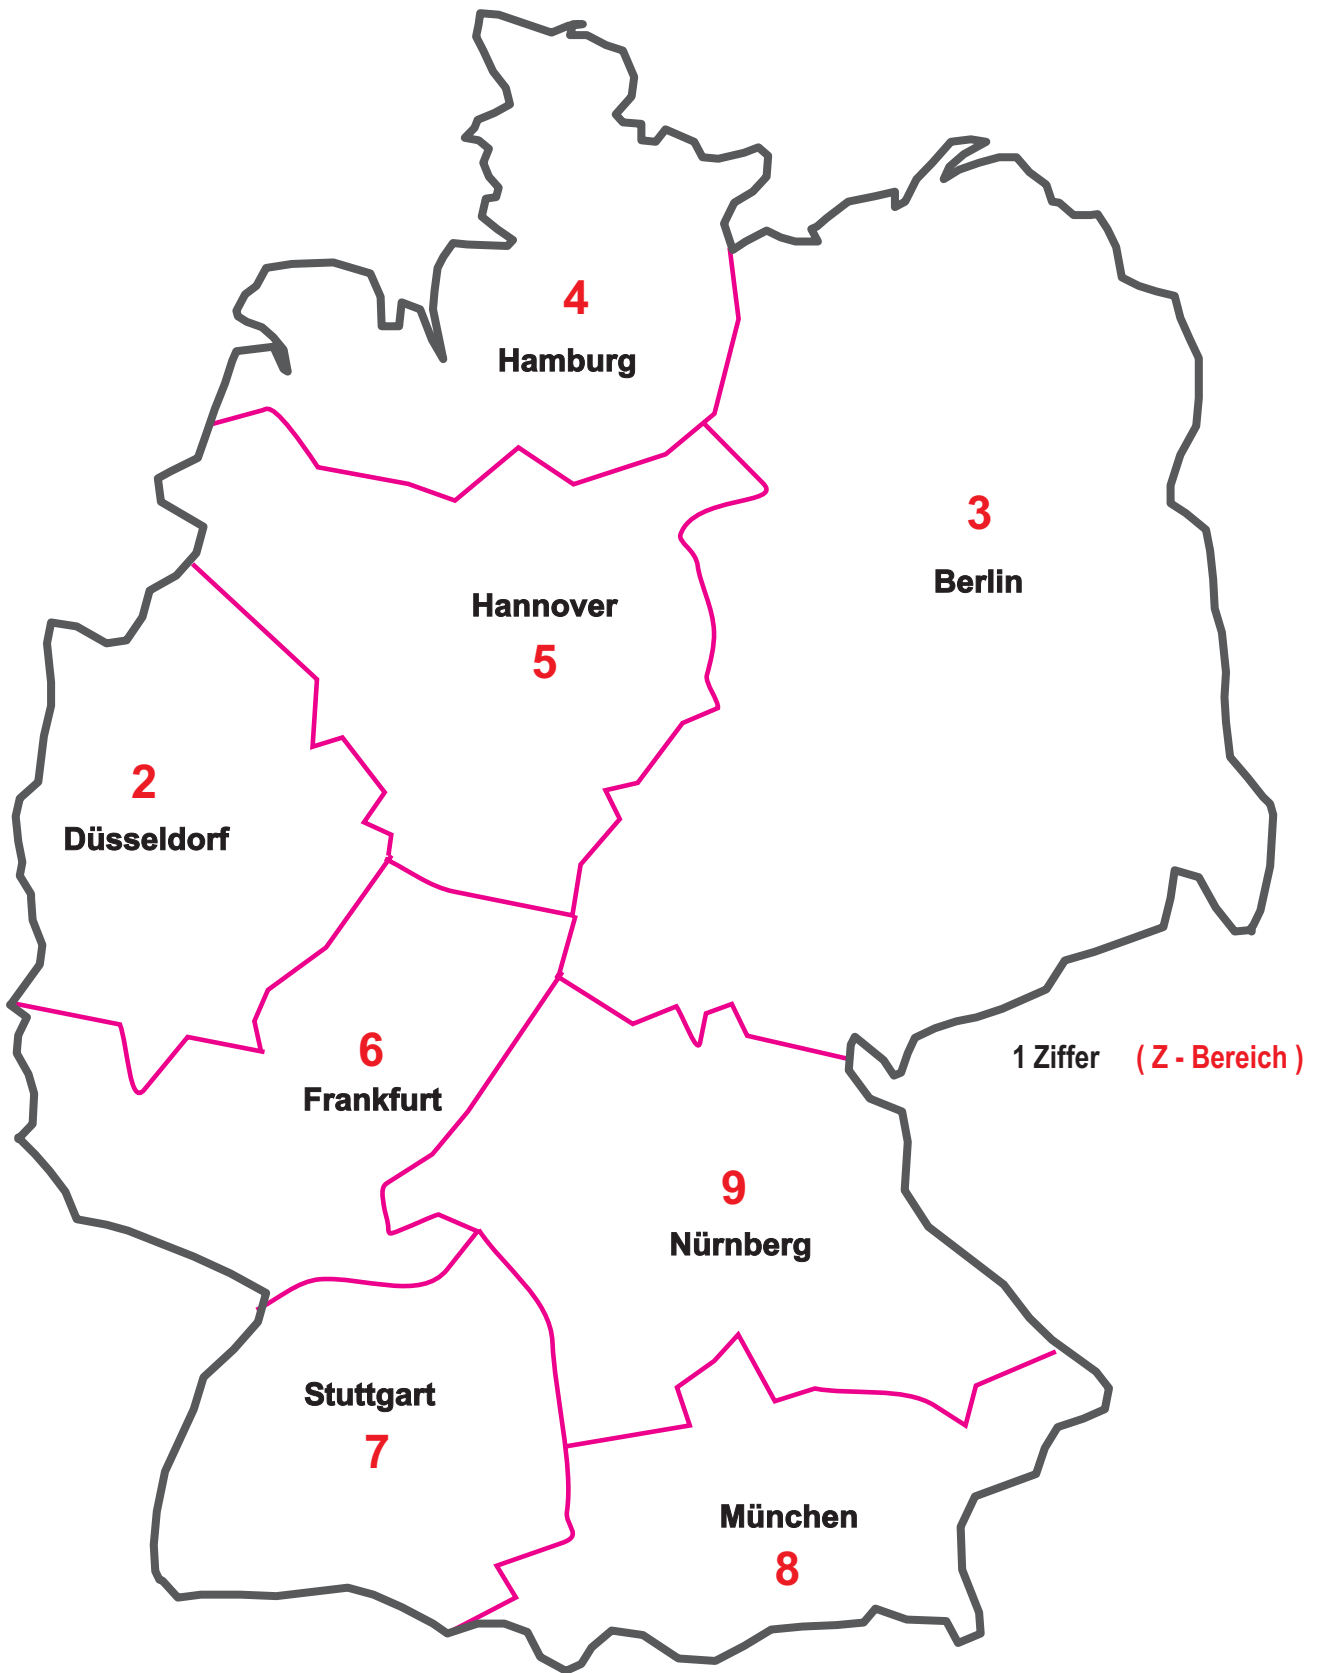 4
Hamburg
3
Berlin
Hannover
5
2
Düsseldorf
6
Frankfurt
1 Ziffer ( Z - Bereich )
9
Nürnberg
Stuttgart
7
München
8